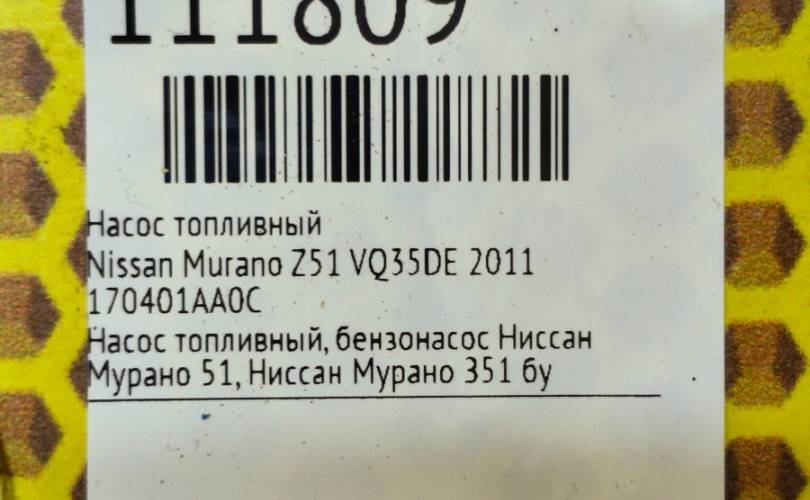 111809
Насос топливный
Nissan Murano Z51 VQ35DE 2011
170401AA0C
Насос топливный, бензонасос Ниссан
Мурано 51, Ниссан Мурано 351 бу